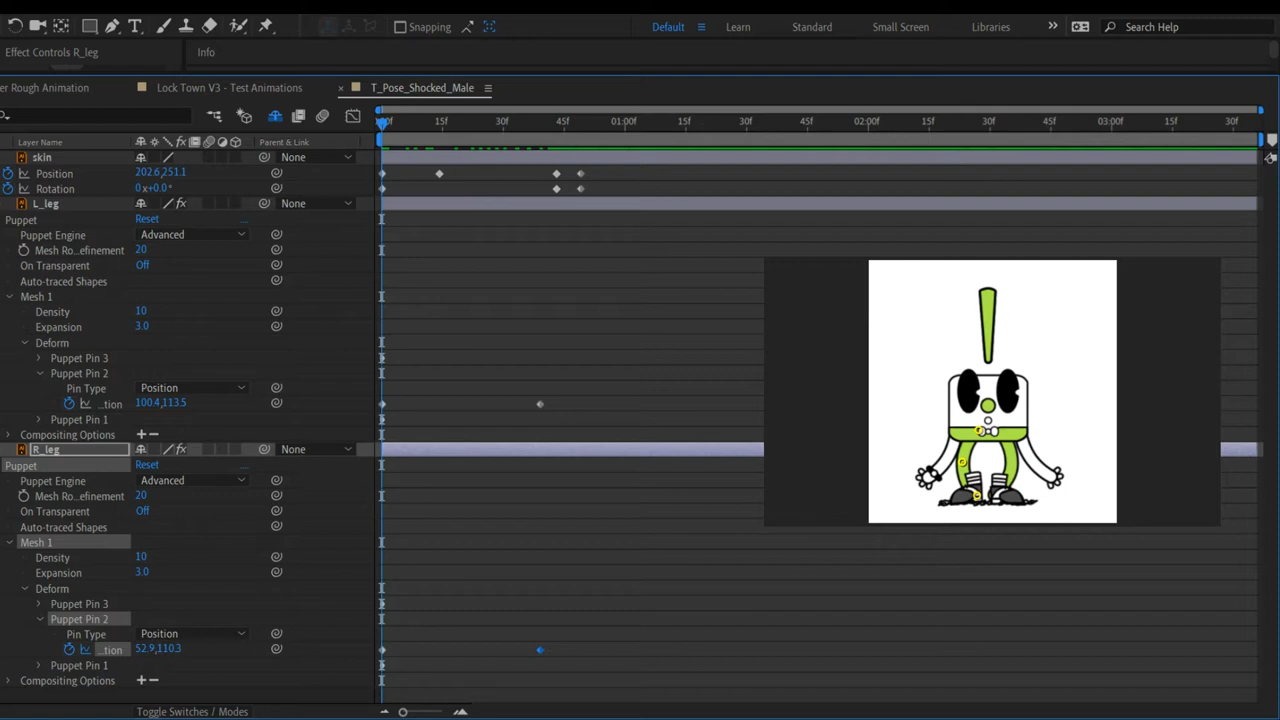 Snapping
Default
Learn
Standard
Small Screen
Libraries
Search Help
Effect Controls R_leg
Info
er Rough Animation
Lock Town V3 - Test Animations
T_Pose_Shocked_Male
15f 30f 45f 01:00f 15f 30f 45f 02:00f 15f 30f 45f 03:00f 15f 30f
Layer Name
Parent & Link
skin None
Position 202.6,251.1
Rotation 0x+0.0°
L_leg fx None
Puppet Reset
Puppet Engine Advanced
Mesh Ro...efinement 20
On Transparent Off
Auto-traced Shapes
Mesh 1
Density 10
Expansion 3.0
Deform
Puppet Pin 3
Puppet Pin 2
Pin Type Position
...tion 100.4,113.5
Puppet Pin 1
Compositing Options
R_leg fx None
Puppet Reset
Puppet Engine Advanced
Mesh Ro...efinement 20
On Transparent Off
Auto-traced Shapes
Mesh 1
Density 10
Expansion 3.0
Deform
Puppet Pin 3
Puppet Pin 2
Pin Type Position
...tion 52.9,110.3
Puppet Pin 1
Compositing Options
Toggle Switches / Modes